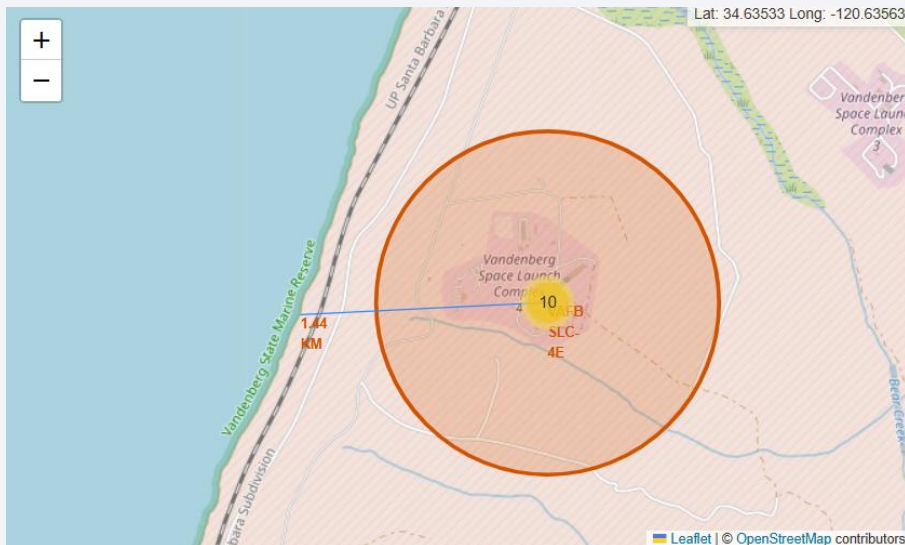 +
−
Lat: 34.63533 Long: -120.63563
UP Santa Barbara
Vandenberg
Space Launch
Complex
3
Vandenberg State Marine Reserve
Vandenberg
Space Launch
Comple
4
10
VAFB
SLC-
4E
1.44
KM
bara Subdivision
Bear Creek
Leaflet | © OpenStreetMap contributors